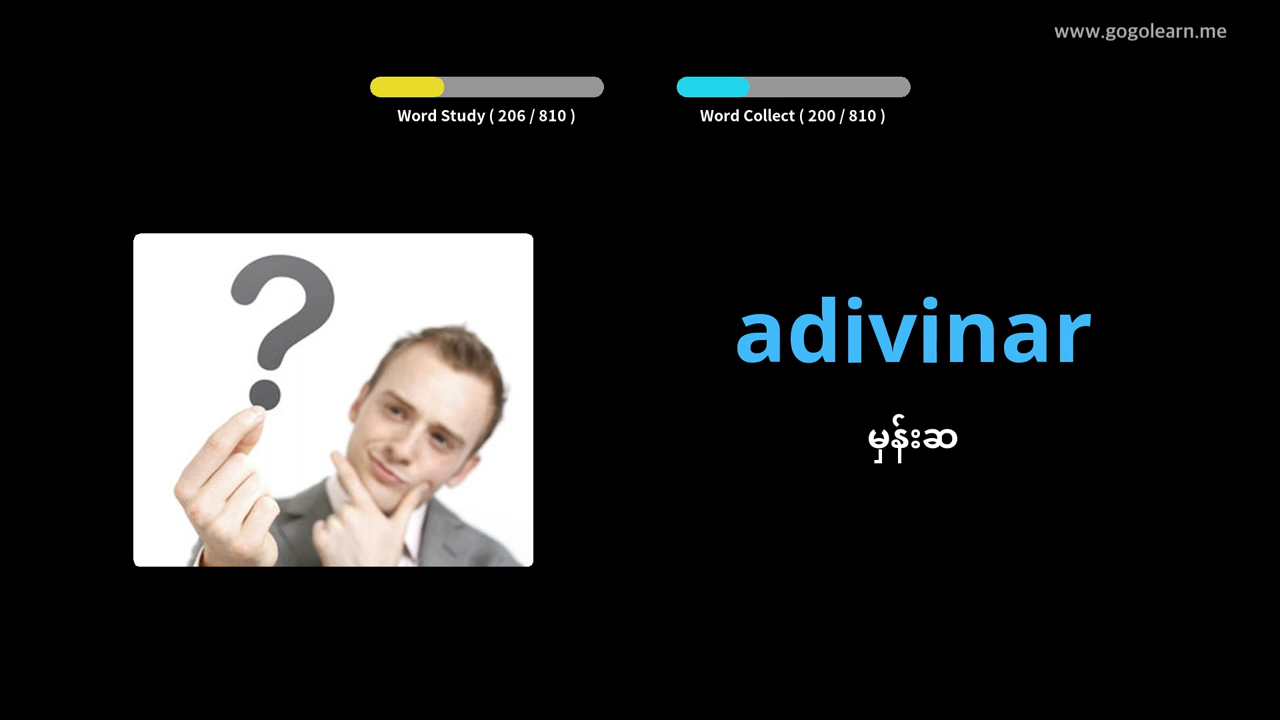 www.gogolearn.me
Word Study ( 206 / 810 )
Word Collect ( 200 / 810 )
?
adivinar
မှန်းဆ